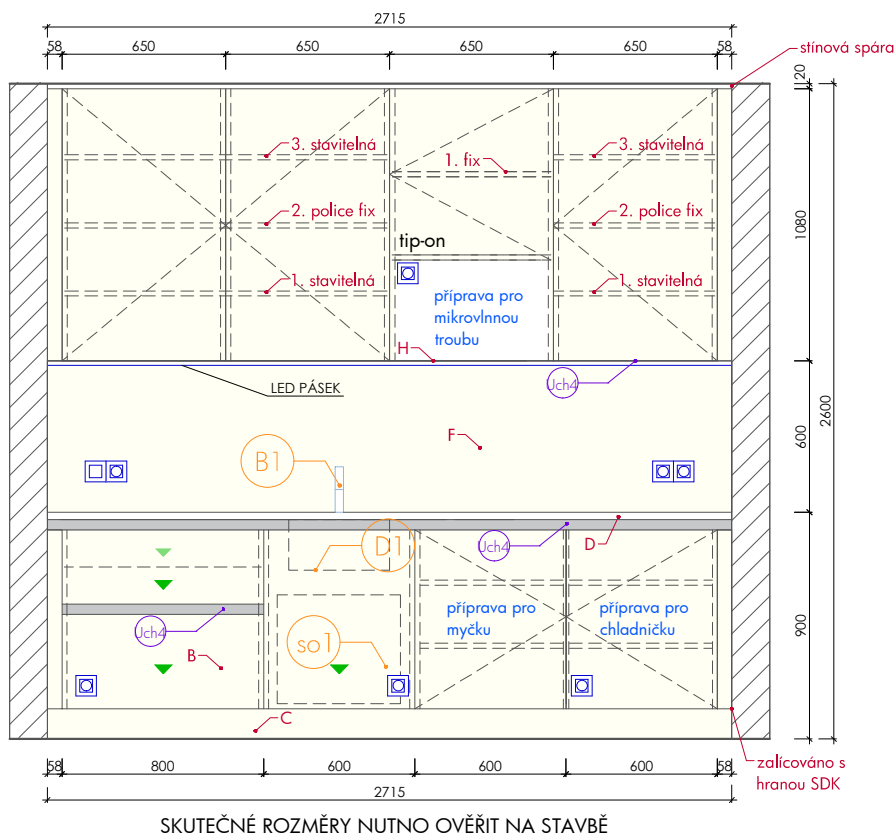 2715
58 650 650 650 650 58
stínová spára
120
3. stavitelná
3. stavitelná
1. fix
2. police fix
2. police fix
1080
tip-on
1. stavitelná
1. stavitelná
příprava pro
mikrovlnnou
troubu
H
LED PÁSEK
Uch4
2600
600
F
B1
D
Uch4
D1
příprava pro
myčku
příprava pro
chladničku
Uch4
so1
900
B
C
zalícováno s
hranou SDK
58 800 600 600 600 58
2715
SKUTEČNÉ ROZMĚRY NUTNO OVĚŘIT NA STAVBĚ